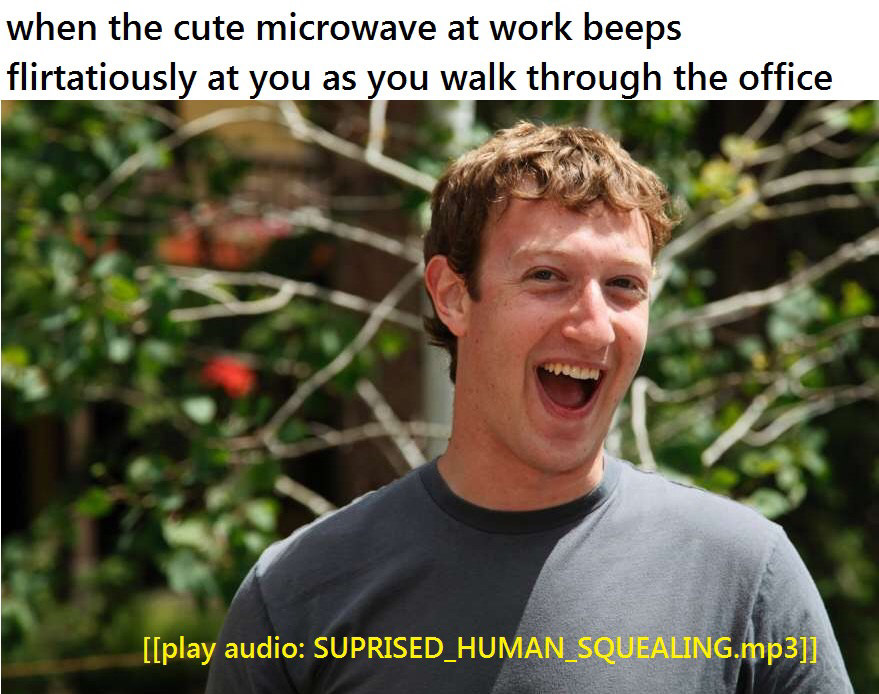 when the cute microwave at work beeps
flirtatiously at you as you walk through the office
[[play audio: SUPRISED_HUMAN_SQUEALING.mp3]]